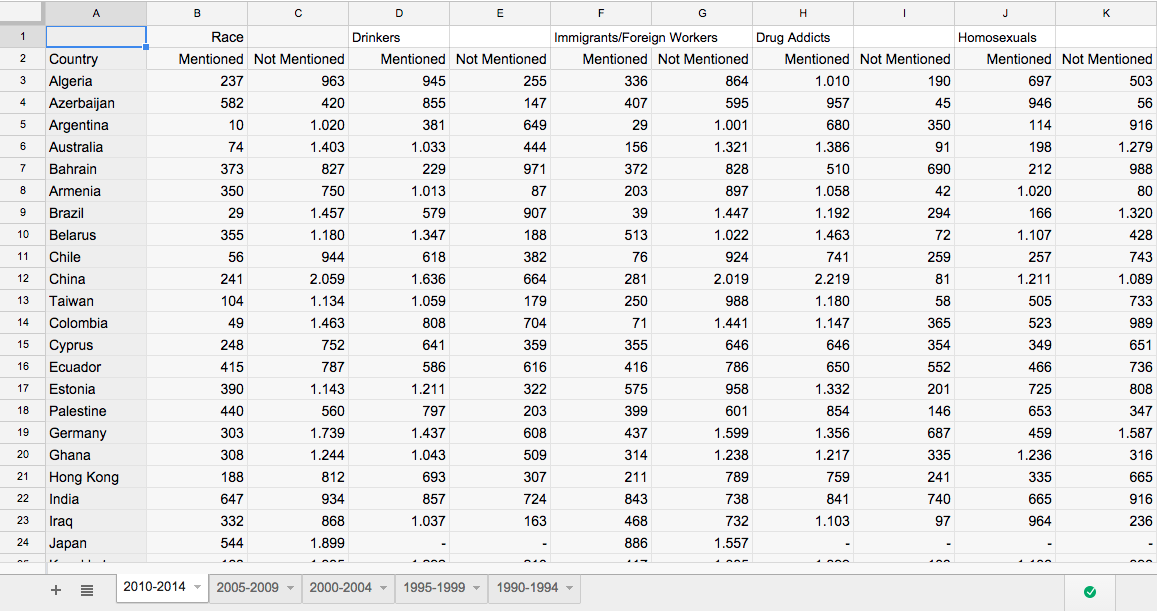 A B C D E F G H I J K
1 Race Drinkers Immigrants/Foreign Workers Drug Addicts Homosexuals
2 Country Mentioned Not Mentioned Mentioned Not Mentioned Mentioned Not Mentioned Mentioned Not Mentioned Mentioned Not Mentioned
3 Algeria 237 963 945 255 336 864 1.010 190 697 503
4 Azerbaijan 582 420 855 147 407 595 957 45 946 56
5 Argentina 10 1.020 381 649 29 1.001 680 350 114 916
6 Australia 74 1.403 1.033 444 156 1.321 1.386 91 198 1.279
7 Bahrain 373 827 229 971 372 828 510 690 212 988
8 Armenia 350 750 1.013 87 203 897 1.058 42 1.020 80
9 Brazil 29 1.457 579 907 39 1.447 1.192 294 166 1.320
10 Belarus 355 1.180 1.347 188 513 1.022 1.463 72 1.107 428
11 Chile 56 944 618 382 76 924 741 259 257 743
12 China 241 2.059 1.636 664 281 2.019 2.219 81 1.211 1.089
13 Taiwan 104 1.134 1.059 179 250 988 1.180 58 505 733
14 Colombia 49 1.463 808 704 71 1.441 1.147 365 523 989
15 Cyprus 248 752 641 359 355 646 646 354 349 651
16 Ecuador 415 787 586 616 416 786 650 552 466 736
17 Estonia 390 1.143 1.211 322 575 958 1.332 201 725 808
18 Palestine 440 560 797 203 399 601 854 146 653 347
19 Germany 303 1.739 1.437 608 437 1.599 1.356 687 459 1.587
20 Ghana 308 1.244 1.043 509 314 1.238 1.217 335 1.236 316
21 Hong Kong 188 812 693 307 211 789 759 241 335 665
22 India 647 934 857 724 843 738 841 740 665 916
23 Iraq 332 868 1.037 163 468 732 1.103 97 964 236
24 Japan 544 1.899 - - 886 1.557 - - - -
2010-2014 2005-2009 2000-2004 1995-1999 1990-1994